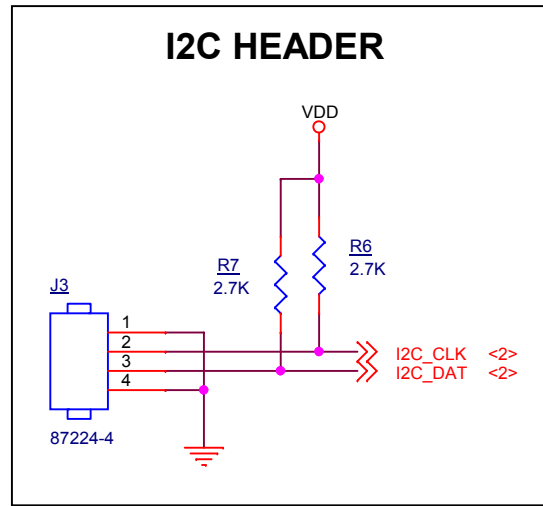 I2C HEADER
VDD
R7
2.7K
R6
2.7K
J3
1
2
3
4
I2C_CLK <2>
I2C_DAT <2>
87224-4